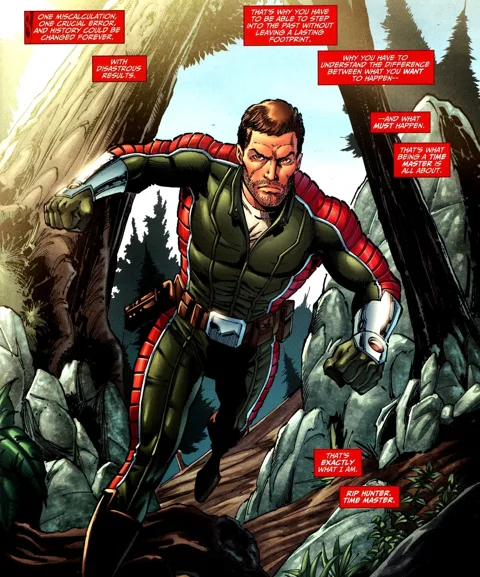 ONE MISCALCULATION,
ONE CRUCIAL ERROR,
AND HISTORY COULD BE
CHANGED FOREVER.
WITH
DISASTROUS
RESULTS.
THAT'S WHY YOU HAVE
TO BE ABLE TO STEP
INTO THE PAST WITHOUT
LEAVING A LASTING
FOOTPRINT.
WHY YOU HAVE TO
UNDERSTAND THE DIFFERENCE
BETWEEN WHAT YOU WANT
TO HAPPEN--
--AND WHAT
MUST HAPPEN.
THAT'S WHAT
BEING A TIME
MASTER IS
ALL ABOUT.
THAT'S
EXACTLY
WHAT I AM.
RIP HUNTER.
TIME MASTER.